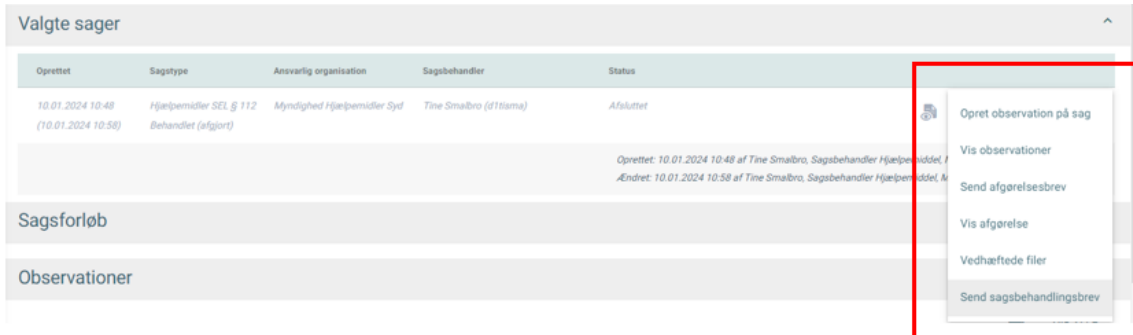 Valgte sager
Oprettet Sagstype Ansvarlig organisation Sagsbehandler Status
10.01.2024 10:48 Hjælpemidler SEL § 112 Myndighed Hjælpemidler Syd Tine Smalbro (d1tisma) Afsluttet
(10.01.2024 10:58) Behandlet (afgjort)
Oprettet: 10.01.2024 10:48 af Tine Smalbro, Sagsbehandler Hjælpemiddel,
Ændret: 10.01.2024 10:58 af Tine Smalbro, Sagsbehandler Hjælpemiddel, M
Opret observation på sag
Vis observationer
Send afgørelsesbrev
Vis afgørelse
Vedhæftede filer
Send sagsbehandlingsbrev
Sagsforløb
Observationer